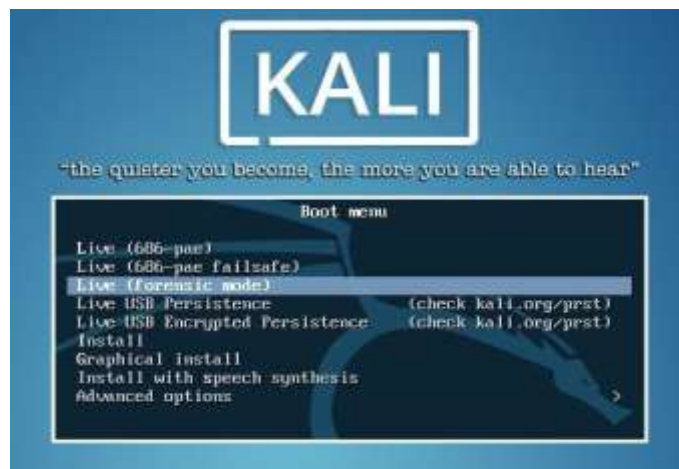 KALI
"the quieter you become, the more you are able to hear"
Boot menu
Live (686-pae)
Live (686-pae failsafe)
Live (forensic mode)
Live USB Persistence (check kali.org/prst)
Live USB Encrypted Persistence (check kali.org/prst)
Install
Graphical install
Install with speech synthesis
Advanced options >